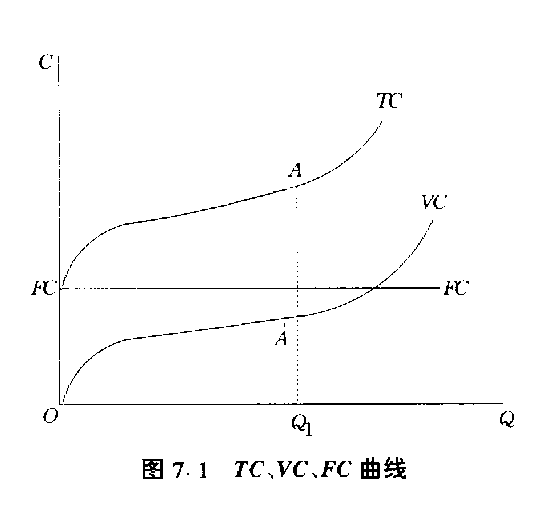 C
TC
A
VC
FC
FC
A
O
Q1
Q
图 7.1 TC、VC、FC 曲线